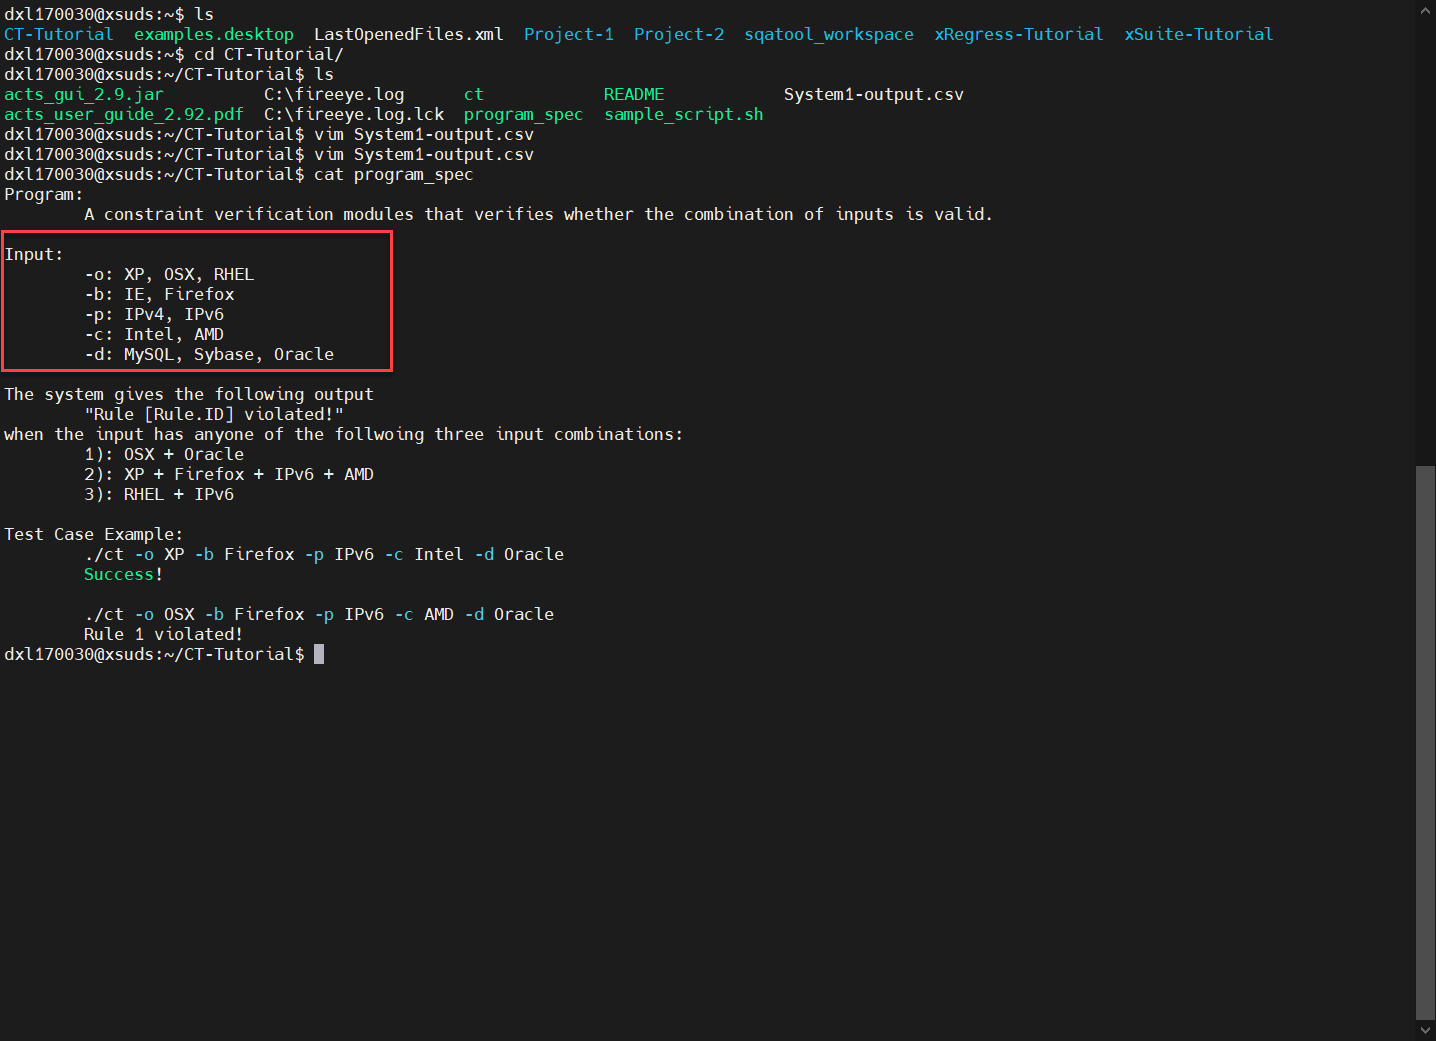 dxl170030@xsuds:~$ ls
CT-Tutorial  examples.desktop  LastOpenedFiles.xml  Project-1  Project-2  sqatool_workspace  xRegress-Tutorial  xSuite-Tutorial
dxl170030@xsuds:~$ cd CT-Tutorial/
dxl170030@xsuds:~/CT-Tutorial$ ls
acts_gui_2.9.jar          C:\fireeye.log      ct            README            System1-output.csv
acts_user_guide_2.92.pdf  C:\fireeye.log.lck  program_spec  sample_script.sh
dxl170030@xsuds:~/CT-Tutorial$ vim System1-output.csv
dxl170030@xsuds:~/CT-Tutorial$ vim System1-output.csv
dxl170030@xsuds:~/CT-Tutorial$ cat program_spec
Program:
        A constraint verification modules that verifies whether the combination of inputs is valid.
Input:
        -o: XP, OSX, RHEL
        -b: IE, Firefox
        -p: IPv4, IPv6
        -c: Intel, AMD
        -d: MySQL, Sybase, Oracle
The system gives the following output
        "Rule [Rule.ID] violated!"
when the input has anyone of the follwoing three input combinations:
        1): OSX + Oracle
        2): XP + Firefox + IPv6 + AMD
        3): RHEL + IPv6
Test Case Example:
        ./ct -o XP -b Firefox -p IPv6 -c Intel -d Oracle
        Success!
        ./ct -o OSX -b Firefox -p IPv6 -c AMD -d Oracle
        Rule 1 violated!
dxl170030@xsuds:~/CT-Tutorial$